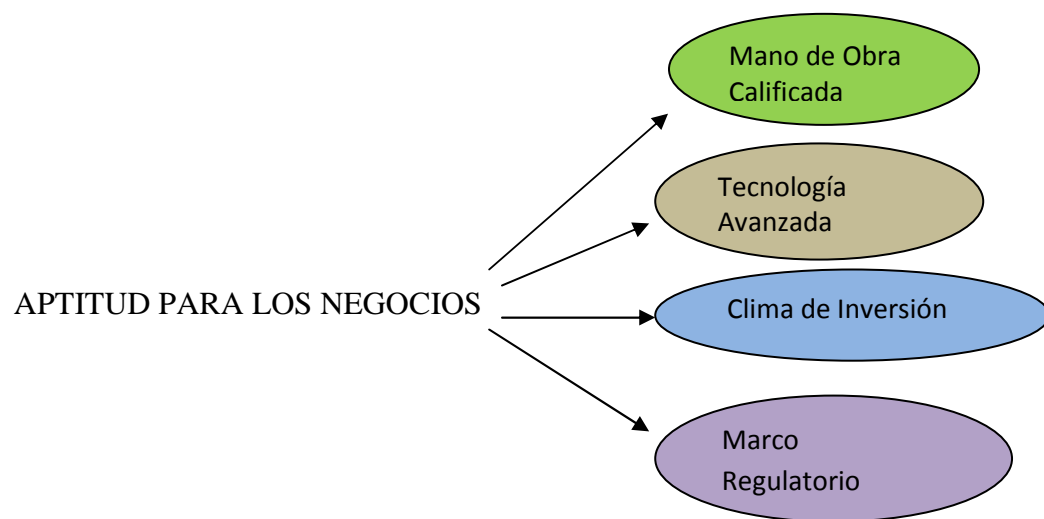 Mano de Obra
Calificada
Tecnología
Avanzada
APTITUD PARA LOS NEGOCIOS
Clima de Inversión
Marco
Regulatorio